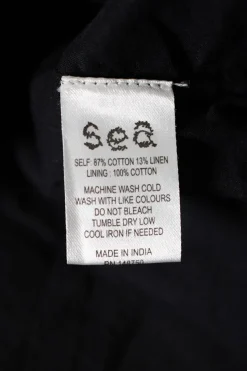 Sea
SELF: 87% COTTON 13% LINEN
LINING : 100% COTTON
MACHINE WASH COLD
WASH WITH LIKE COLOURS
DO NOT BLEACH
TUMBLE DRY LOW
COOL IRON IF NEEDED
MADE IN INDIA
RN